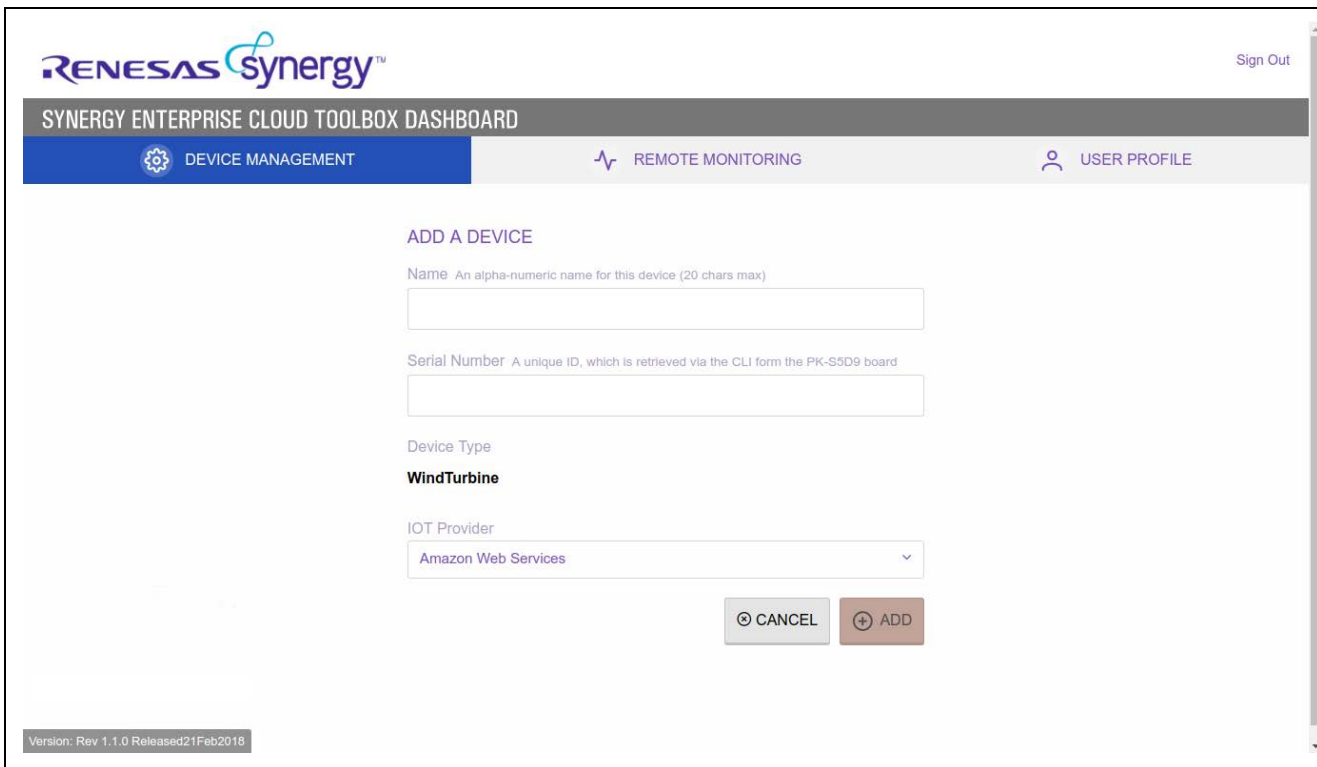 RENESAS synergy™
Sign Out
SYNERGY ENTERPRISE CLOUD TOOLBOX DASHBOARD
DEVICE MANAGEMENT
REMOTE MONITORING
USER PROFILE
ADD A DEVICE
Name An alpha-numeric name for this device (20 chars max)
Serial Number A unique ID, which is retrieved via the CLI form the PK-S5D9 board
Device Type
WindTurbine
IOT Provider
Amazon Web Services
CANCEL
ADD
Version: Rev 1.1.0 Released21Feb2018